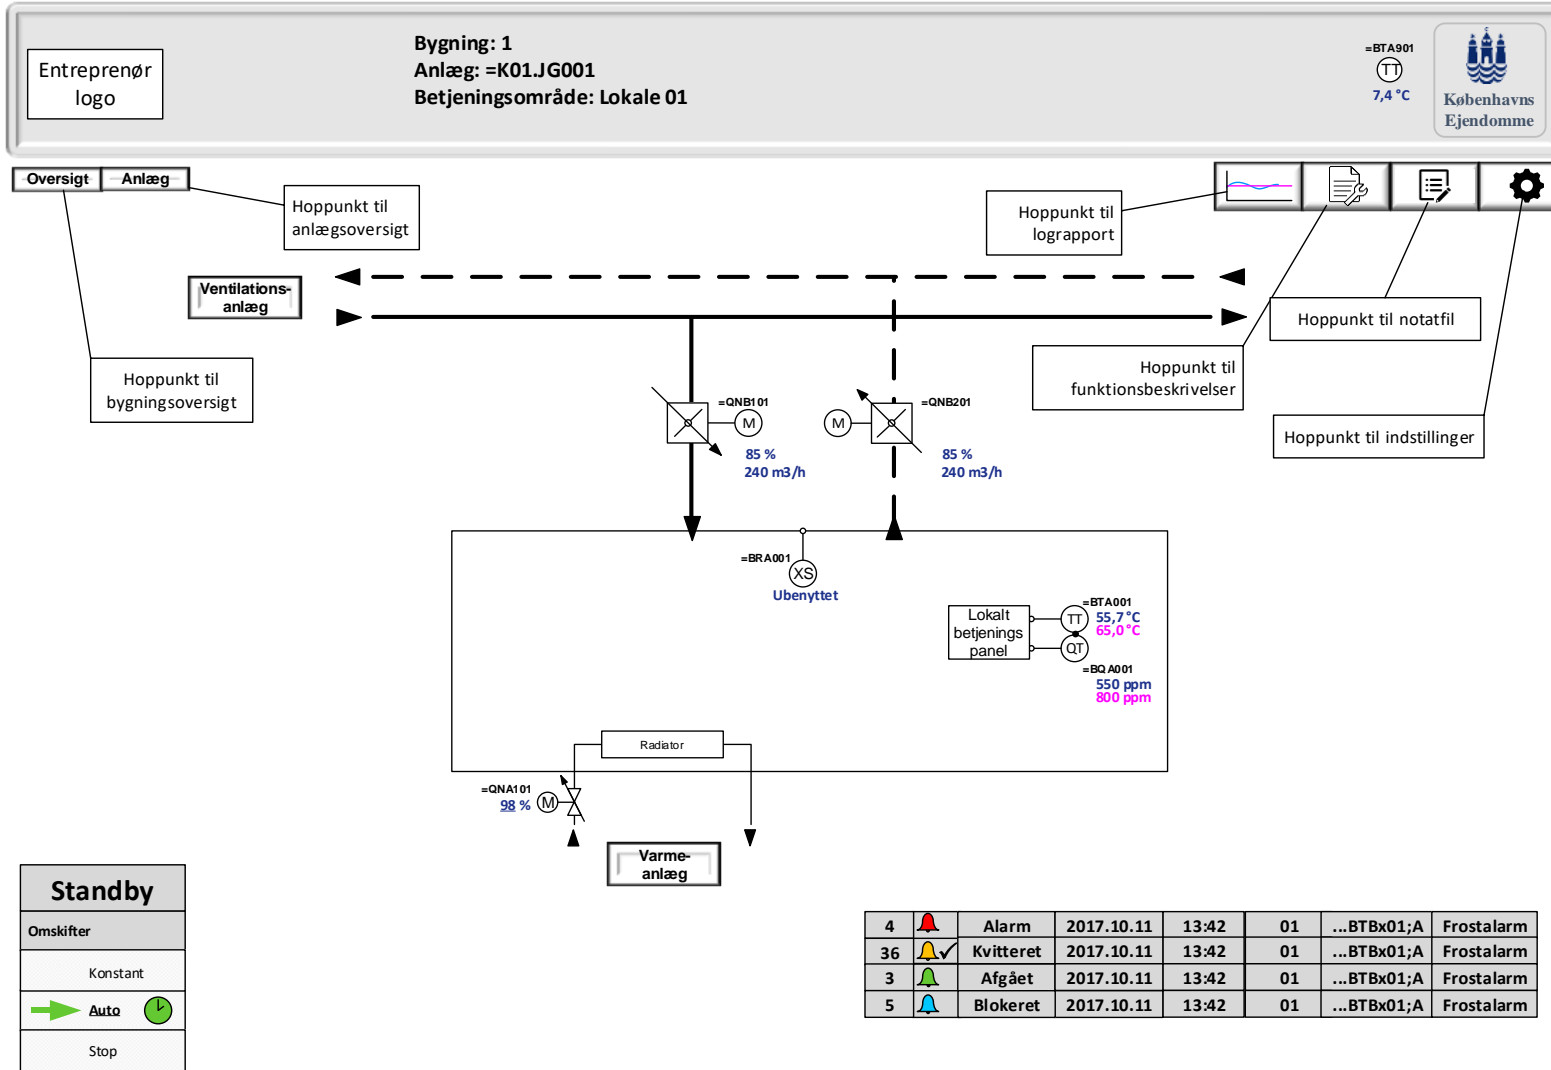 Entreprenør
logo
Bygning: 1
Anlæg: =K01.JG001
Betjeningsområde: Lokale 01
=BTA901
TT
7,4 °C
Københavns
Ejendomme
Oversigt
Anlæg
Hoppunkt til
anlægsoversigt
Hoppunkt til
lograpport
Ventilations-
anlæg
Hoppunkt til notatfil
Hoppunkt til
bygningsoversigt
Hoppunkt til
funktionsbeskrivelser
Hoppunkt til indstillinger
=QNB101
M
85 %
240 m3/h
=QNB201
M
85 %
240 m3/h
=BRA001
XS
Ubenyttet
Lokalt
betjenings
panel
=BTA001
TT
55,7 °C
65,0 °C
QT
=BQA001
550 ppm
800 ppm
Radiator
=QNA101
98 %
M
Varme-
anlæg
Standby
Omskifter
Konstant
Auto
Stop
4 Alarm 2017.10.11 13:42 01 ...BTBx01;A Frostalarm
36 Kvitteret 2017.10.11 13:42 01 ...BTBx01;A Frostalarm
3 Afgået 2017.10.11 13:42 01 ...BTBx01;A Frostalarm
5 Blokeret 2017.10.11 13:42 01 ...BTBx01;A Frostalarm